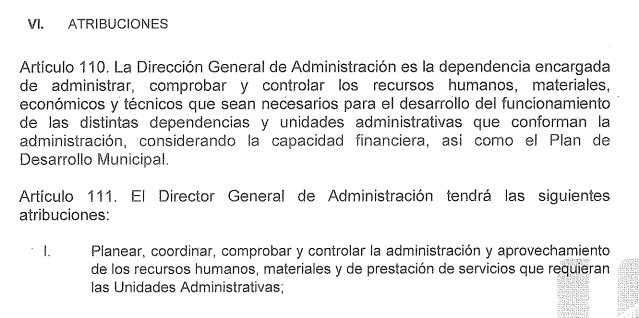 VI. ATRIBUCIONES
Artículo 110. La Dirección General de Administración es la dependencia encargada
de administrar, comprobar y controlar los recursos humanos, materiales,
económicos y técnicos que sean necesarios para el desarrollo del funcionamiento
de las distintas dependencias y unidades administrativas que conforman la
administración, considerando la capacidad financiera, así como el Plan de
Desarrollo Municipal.
Artículo 111. El Director General de Administración tendrá las siguientes
atribuciones:
I. Planear, coordinar, comprobar y controlar la administración y aprovechamiento
de los recursos humanos, materiales y de prestación de servicios que requieran
las Unidades Administrativas;